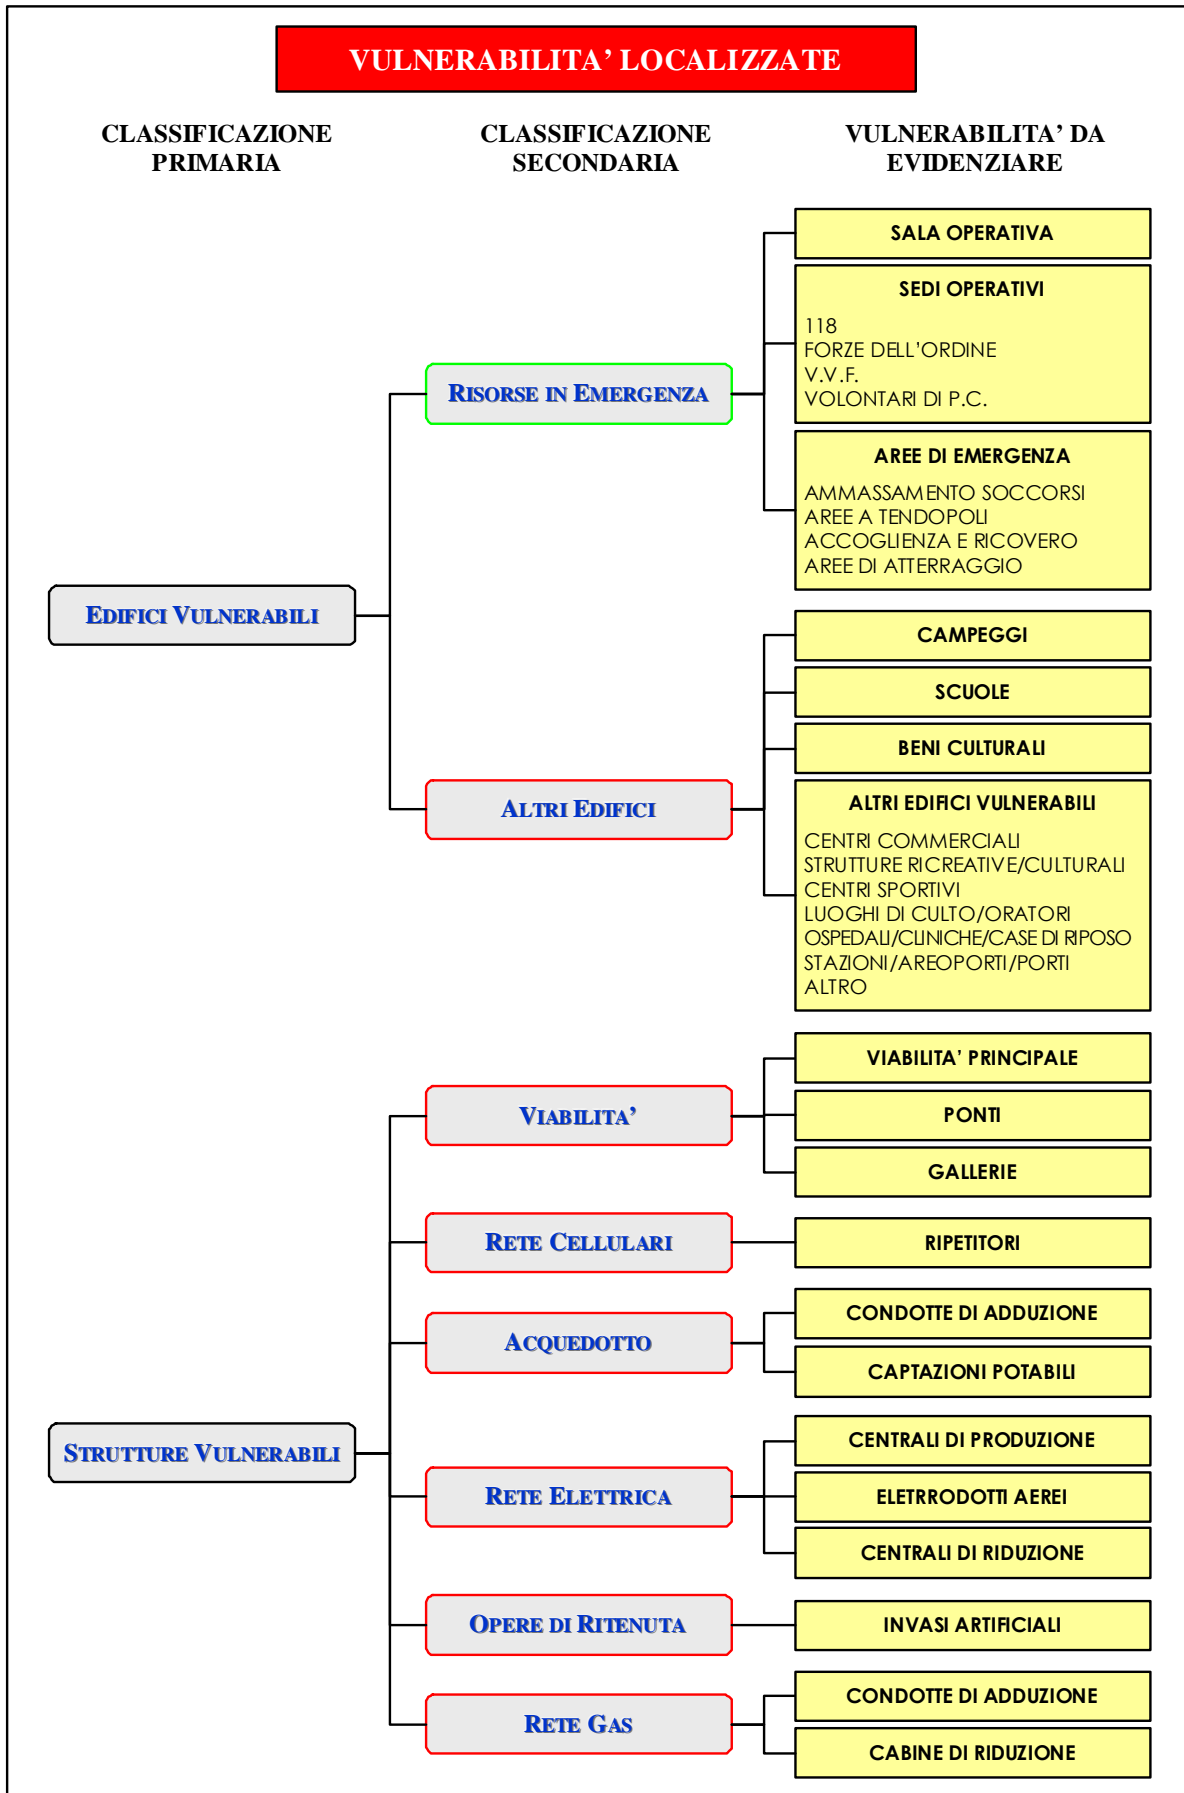 VULNERABILITA’ LOCALIZZATE
CLASSIFICAZIONE
PRIMARIA
CLASSIFICAZIONE
SECONDARIA
VULNERABILITA’ DA
EVIDENZIARE
EDIFICI VULNERABILI
RISORSE IN EMERGENZA
SALA OPERATIVA
SEDI OPERATIVI
118
FORZE DELL’ORDINE
V.V.F.
VOLONTARI DI P.C.
AREE DI EMERGENZA
AMMASSAMENTO SOCCORSI
AREE A TENDOPOLI
ACCOGLIENZA E RICOVERO
AREE DI ATTERRAGGIO
ALTRI EDIFICI
CAMPEGGI
SCUOLE
BENI CULTURALI
ALTRI EDIFICI VULNERABILI
CENTRI COMMERCIALI
STRUTTURE RICREATIVE/CULTURALI
CENTRI SPORTIVI
LUOGHI DI CULTO/ORATORI
OSPEDALI/CLINICHE/CASE DI RIPOSO
STAZIONI/AREOPORTI/PORTI
ALTRO
STRUTTURE VULNERABILI
VIABILITA’
VIABILITA’ PRINCIPALE
PONTI
GALLERIE
RETE CELLULARI
RIPETITORI
ACQUEDOTTO
CONDOTTE DI ADDUZIONE
CAPTAZIONI POTABILI
RETE ELETTRICA
CENTRALI DI PRODUZIONE
ELETRRODOTTI AEREI
CENTRALI DI RIDUZIONE
OPERE DI RITENUTA
INVASI ARTIFICIALI
RETE GAS
CONDOTTE DI ADDUZIONE
CABINE DI RIDUZIONE